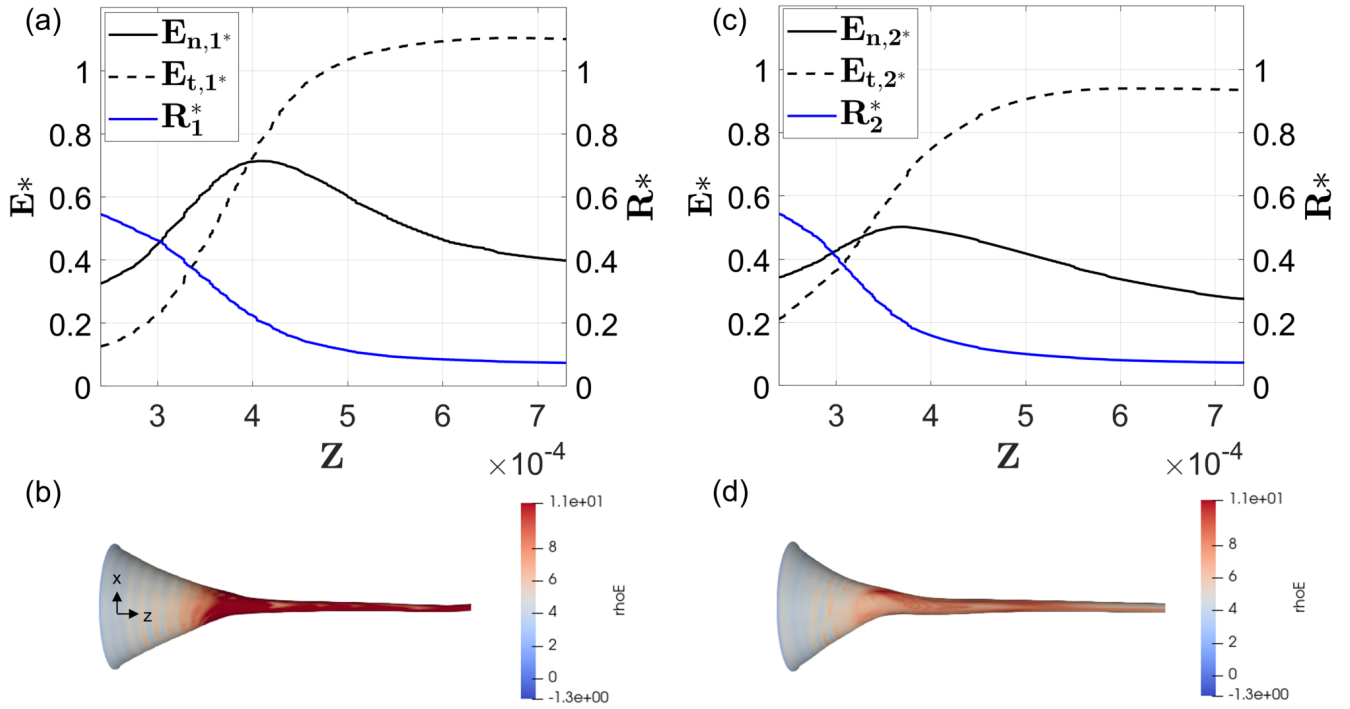 (a)
E_{n,1*}
E_{t,1*}
R_1^*
1
0.8
0.6
0.4
0.2
0
E*
1
0.8
0.6
0.4
0.2
0
R*
3 4 5 6 7
Z
×10^{-4}
(c)
E_{n,2*}
E_{t,2*}
R_2^*
1
0.8
0.6
0.4
0.2
0
E*
1
0.8
0.6
0.4
0.2
0
R*
3 4 5 6 7
Z
×10^{-4}
(b)
x
z
1.1e+01
8
6
4
2
0
-1.3e+00
rhoE
(d)
1.1e+01
8
6
4
2
0
-1.3e+00
rhoE